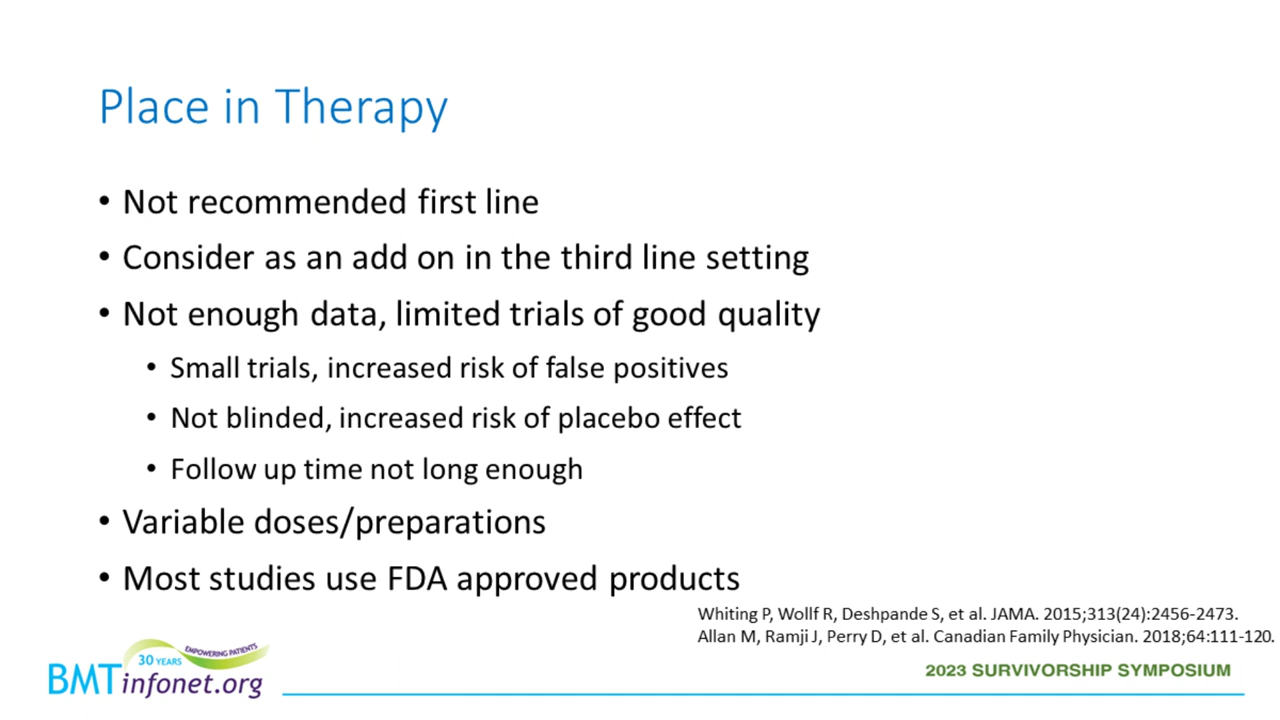 Place in Therapy
• Not recommended first line
• Consider as an add on in the third line setting
• Not enough data, limited trials of good quality
• Small trials, increased risk of false positives
• Not blinded, increased risk of placebo effect
• Follow up time not long enough
• Variable doses/preparations
• Most studies use FDA approved products
Whiting P, Wollf R, Deshpande S, et al. JAMA. 2015;313(24):2456-2473.
Allan M, Ramji J, Perry D, et al. Canadian Family Physician. 2018;64:111-120.
30 YEARS EMPOWERING PATIENTS
BMTinfonet.org
2023 SURVIVORSHIP SYMPOSIUM